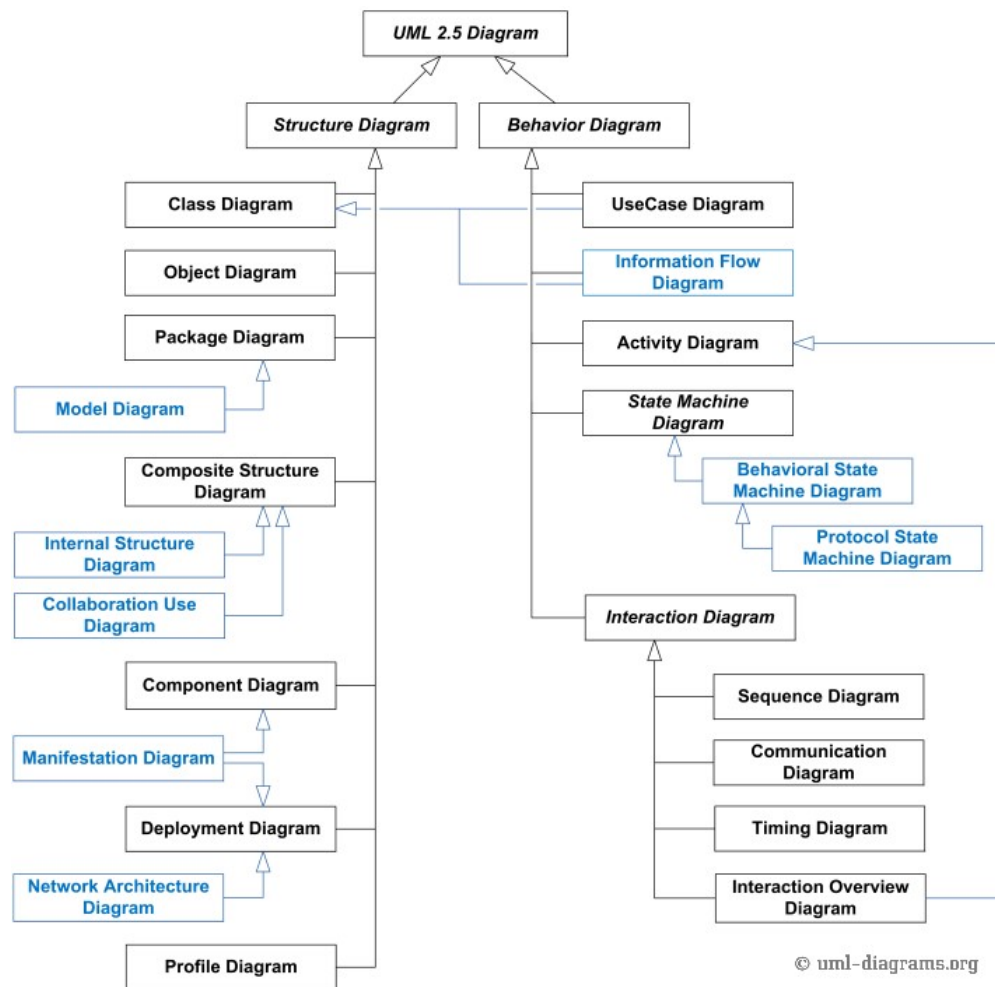 UML 2.5 Diagram
Structure Diagram
Behavior Diagram
Class Diagram
UseCase Diagram
Object Diagram
Information Flow
Diagram
Package Diagram
Activity Diagram
Model Diagram
State Machine
Diagram
Composite Structure
Diagram
Behavioral State
Machine Diagram
Internal Structure
Diagram
Protocol State
Machine Diagram
Collaboration Use
Diagram
Interaction Diagram
Component Diagram
Sequence Diagram
Manifestation Diagram
Communication
Diagram
Deployment Diagram
Timing Diagram
Network Architecture
Diagram
Interaction Overview
Diagram
Profile Diagram
© uml-diagrams.org